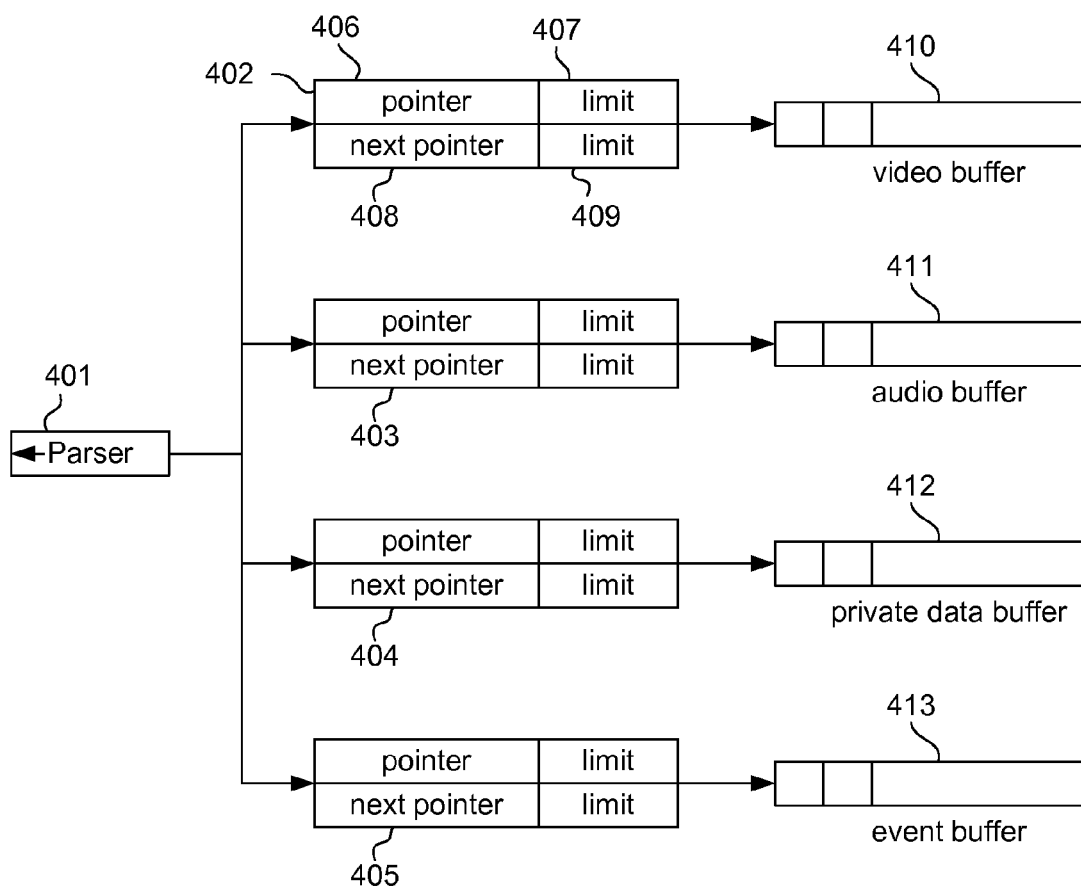 406 407 410
402
pointer limit
next pointer limit
video buffer
408 409
411
pointer limit
next pointer limit
audio buffer
401
403
Parser
412
pointer limit
next pointer limit
private data buffer
404
413
pointer limit
next pointer limit
event buffer
405